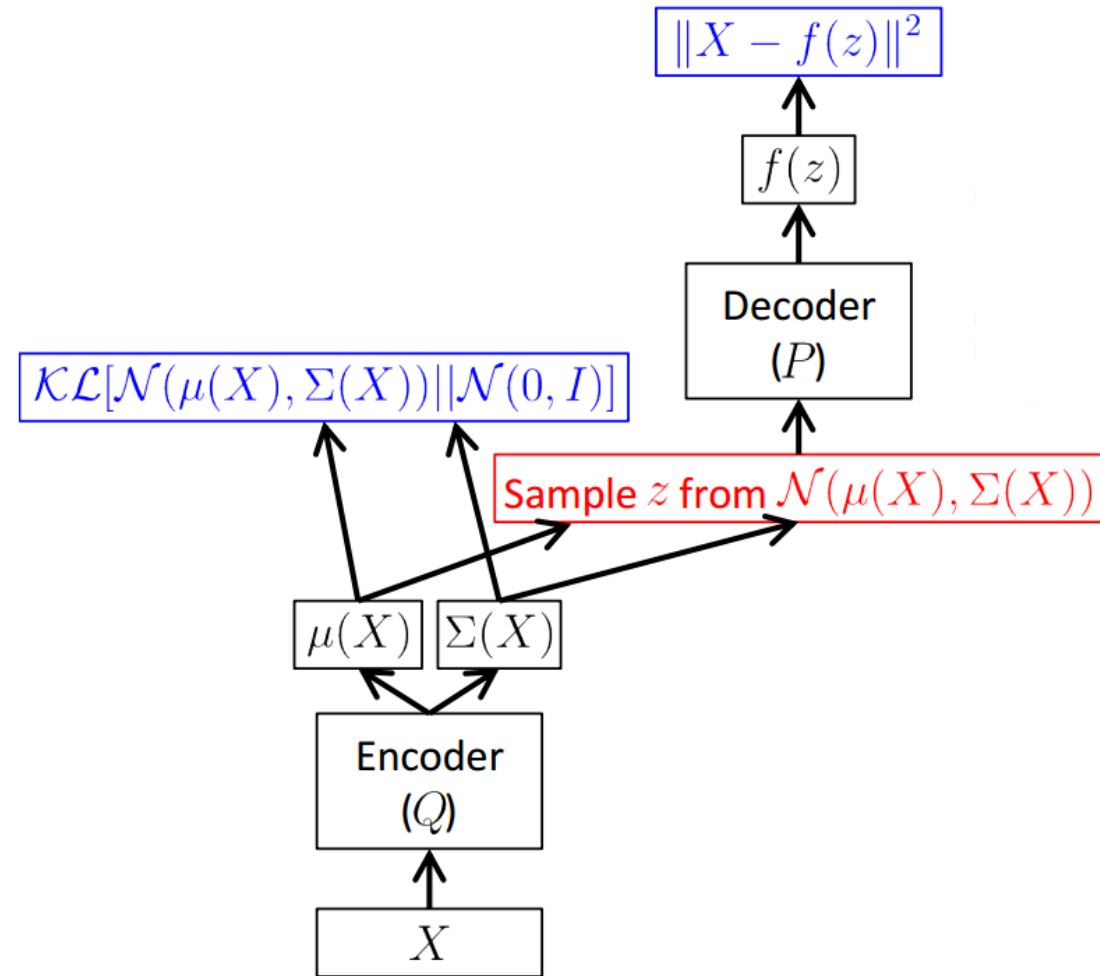 ‖X − f(z)‖²
f(z)
Decoder
(P)
𝒦ℒ[𝒩(μ(X), Σ(X))||𝒩(0, I)]
Sample z from 𝒩(μ(X), Σ(X))
μ(X) Σ(X)
Encoder
(Q)
X